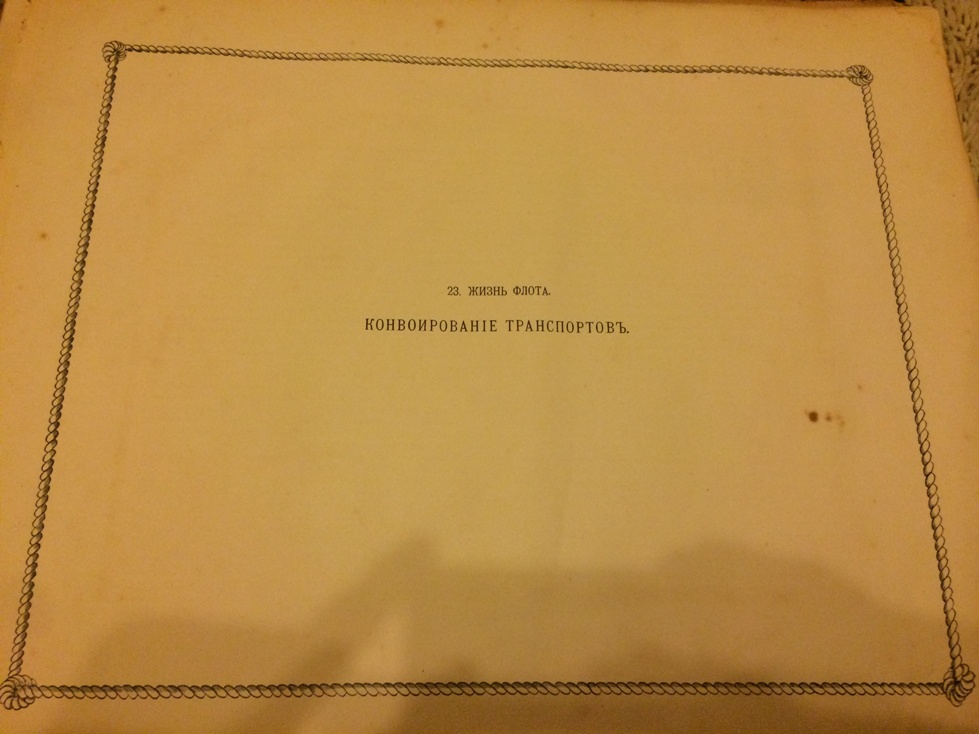 23. ЖИЗНЬ ФЛОТА.
КОНВОИРОВАНІЕ ТРАНСПОРТОВЪ.